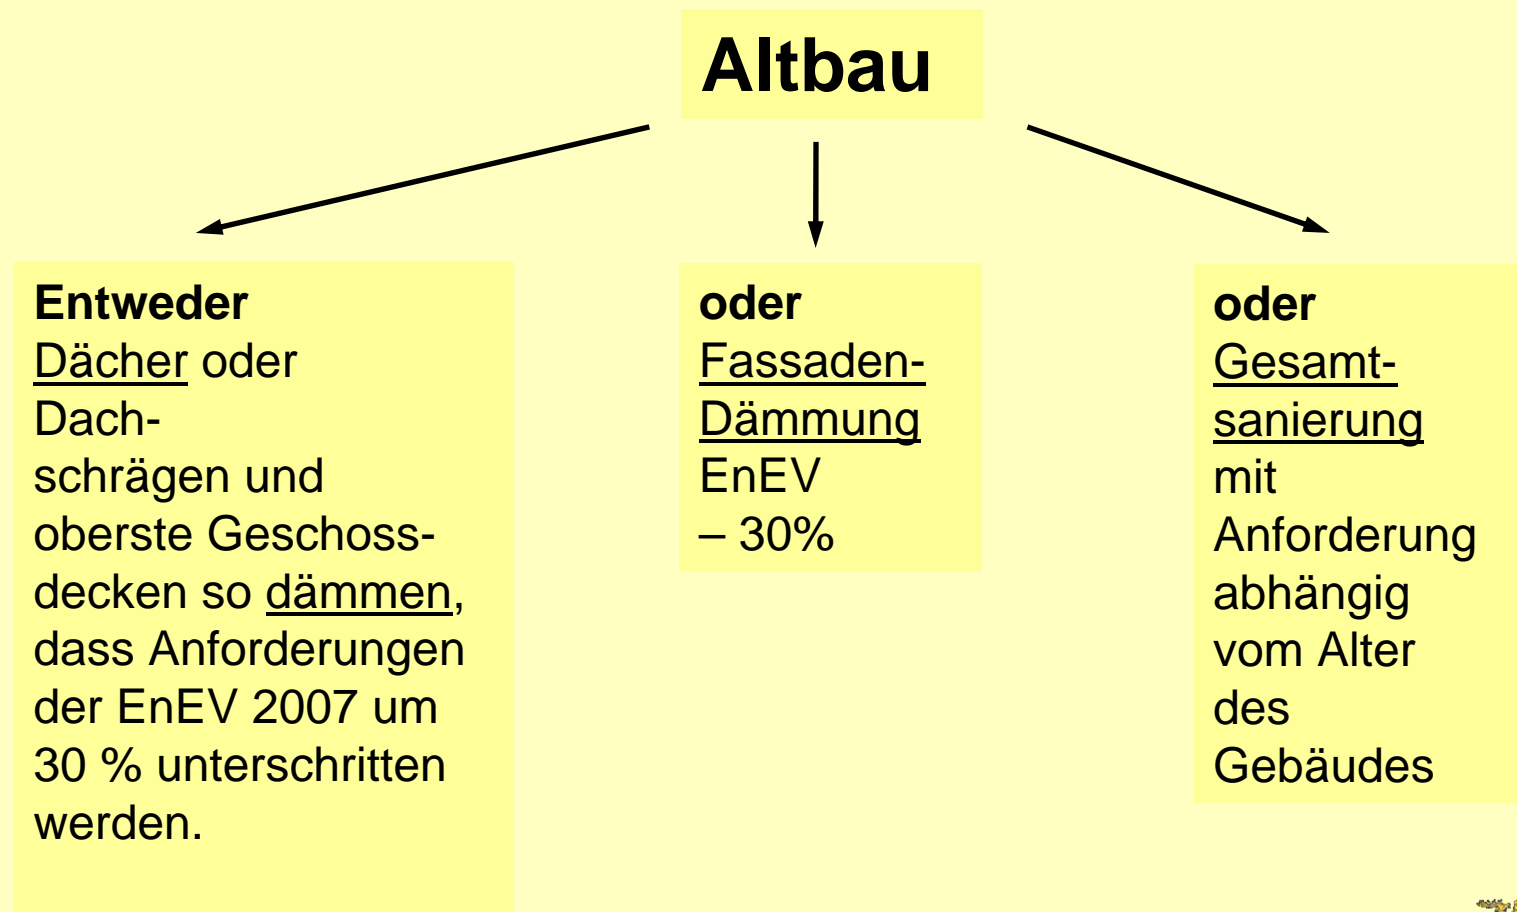 Altbau
Entweder
Dächer oder
Dach-
schrägen und
oberste Geschoss-
decken so dämmen,
dass Anforderungen
der EnEV 2007 um
30 % unterschritten
werden.
oder
Fassaden-
Dämmung
EnEV
– 30%
oder
Gesamt-
sanierung
mit
Anforderung
abhängig
vom Alter
des
Gebäudes